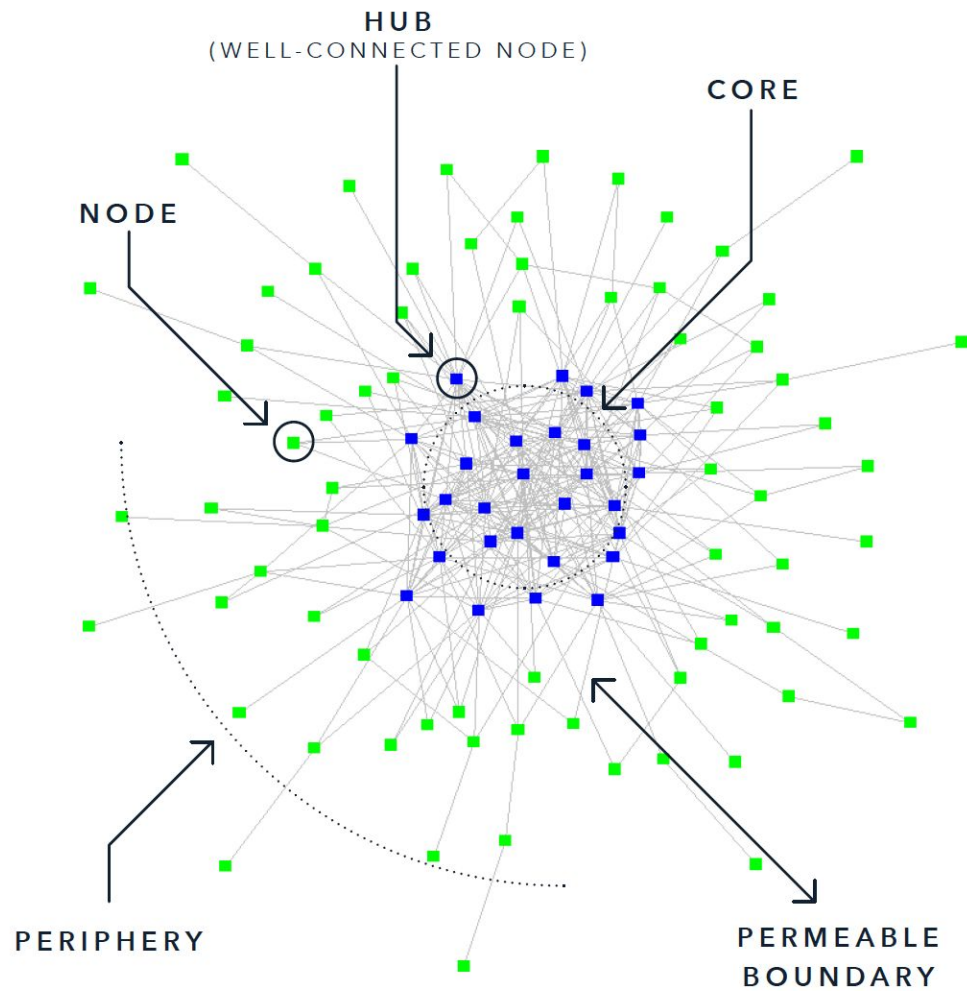 HUB
(WELL-CONNECTED NODE)
CORE
NODE
PERIPHERY
PERMEABLE
BOUNDARY